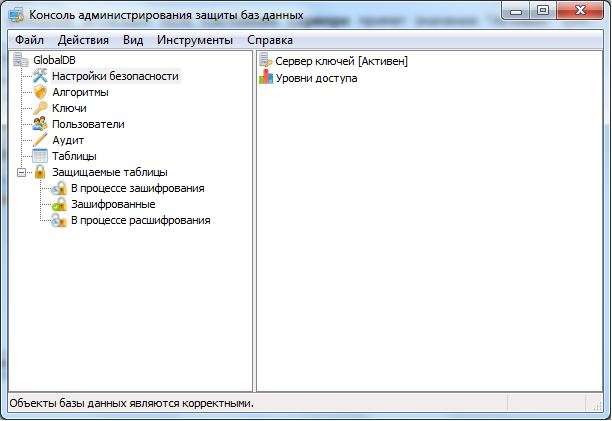 Консоль администрирования защиты баз данных
Файл Действия Вид Инструменты Справка
GlobalDB
Настройки безопасности
Алгоритмы
Ключи
Пользователи
Аудит
Таблицы
Защищаемые таблицы
В процессе зашифрования
Зашифрованные
В процессе расшифрования
Сервер ключей [Активен]
Уровни доступа
Объекты базы данных являются корректными.